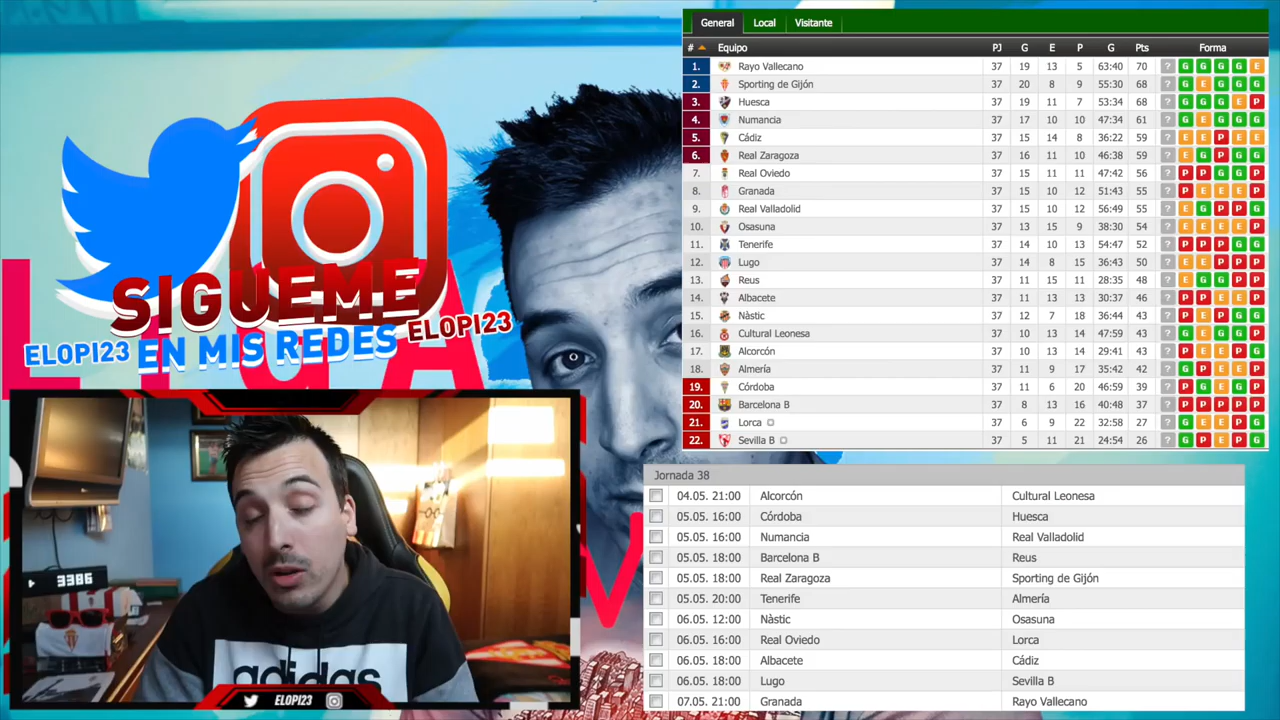 General Local Visitante
# Equipo PJ G E P G Pts Forma
1. Rayo Vallecano 37 19 13 5 63:40 70 ? G G G G E
2. Sporting de Gijón 37 20 8 9 55:30 68 ? G E G G G
3. Huesca 37 19 11 7 53:34 68 ? G G G E P
4. Numancia 37 17 10 10 47:34 61 ? G E G G G
5. Cádiz 37 15 14 8 36:22 59 ? E E P E E
6. Real Zaragoza 37 16 11 10 46:38 59 ? E G P G G
7. Real Oviedo 37 15 11 11 47:42 56 ? P P G G P
8. Granada 37 15 10 12 51:43 55 ? P E E E P
9. Real Valladolid 37 15 10 12 56:49 55 ? E G P P G
10. Osasuna 37 13 15 9 38:30 54 ? G E E E P
11. Tenerife 37 14 10 13 54:47 52 ? P P P G G
12. Lugo 37 14 8 15 36:43 50 ? E E P P P
13. Reus 37 11 15 11 28:35 48 ? E G G P P
14. Albacete 37 11 13 13 30:37 46 ? P P E E P
15. Nàstic 37 12 7 18 36:44 43 ? P G P P G
16. Cultural Leonesa 37 10 13 14 47:59 43 ? G E G G P
17. Alcorcón 37 10 13 14 29:41 43 ? P E E P G
18. Almería 37 11 9 17 35:42 42 ? G P E E P
19. Córdoba 37 11 6 20 46:59 39 ? P G E G P
20. Barcelona B 37 8 13 16 40:48 37 ? P P P P P
21. Lorca 37 6 9 22 32:58 27 ? G E E P P
22. Sevilla B 37 5 11 21 24:54 26 ? G P E P G
SIGUEME
ELOPI23 EN MIS REDES ELOPI23
Jornada 38
04.05. 21:00 Alcorcón Cultural Leonesa
05.05. 16:00 Córdoba Huesca
05.05. 16:00 Numancia Real Valladolid
05.05. 18:00 Barcelona B Reus
05.05. 18:00 Real Zaragoza Sporting de Gijón
05.05. 20:00 Tenerife Almería
06.05. 12:00 Nàstic Osasuna
06.05. 16:00 Real Oviedo Lorca
06.05. 18:00 Albacete Cádiz
06.05. 18:00 Lugo Sevilla B
07.05. 21:00 Granada Rayo Vallecano
3386
adidas
ELOPI23